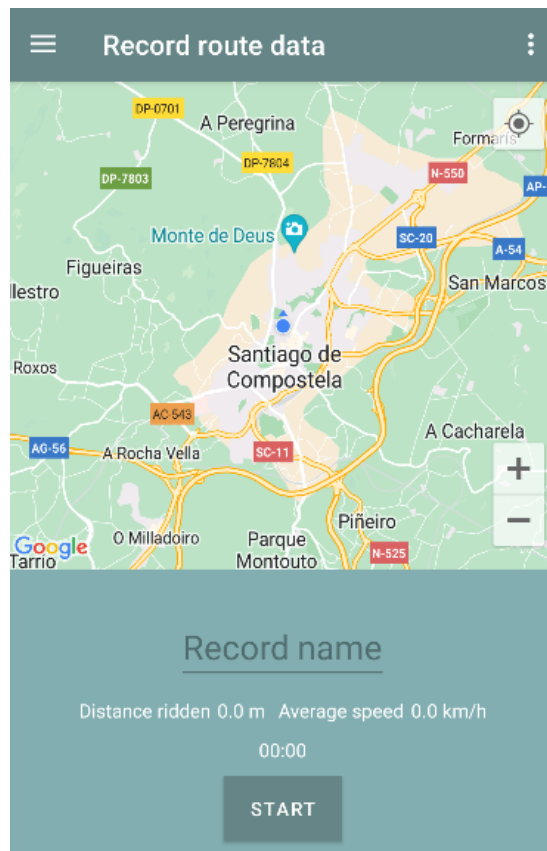 Record route data
DP-0701
A Peregrina
Formarís
DP-7804
N-550
DP-7803
AP-
Monte de Deus
SC-20
A-54
Figueiras
San Marcos
llestro
Santiago de
Compostela
Roxos
AC-543
A Cacharela
AG-56
A Rocha Vella
SC-11
+
−
Piñeiro
O Milladoiro
Parque
Montouto
Google
N-525
Tarrio
Record name
Distance ridden 0.0 m Average speed 0.0 km/h
00:00
START